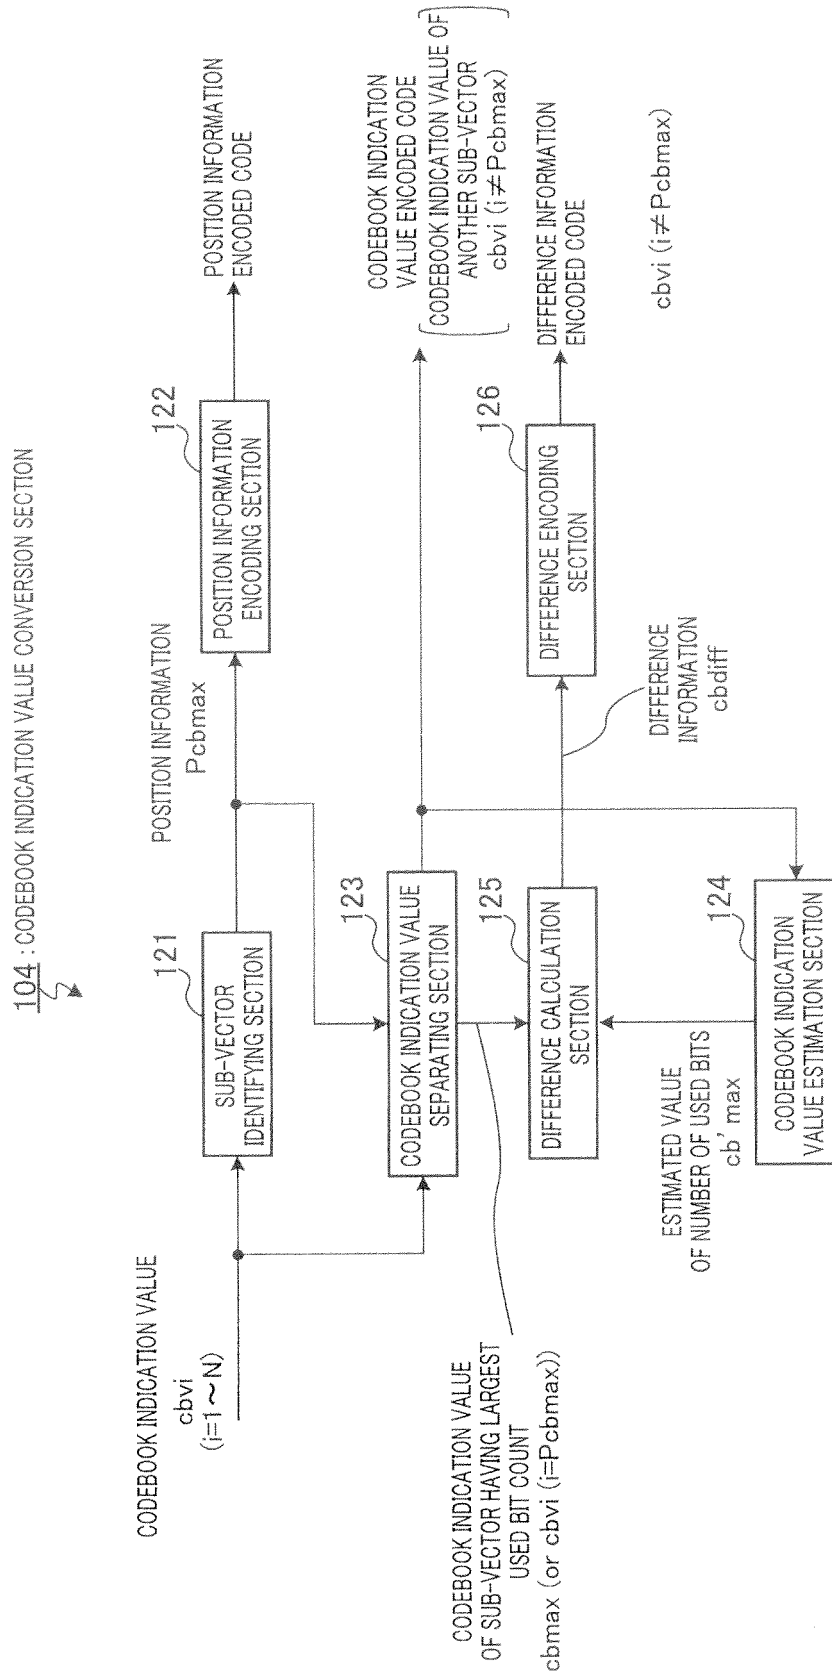 104 : CODEBOOK INDICATION VALUE CONVERSION SECTION
CODEBOOK INDICATION VALUE
cbvi
(i=1~N)
121
SUB-VECTOR
IDENTIFYING SECTION
POSITION INFORMATION
Pcbmax
122
POSITION INFORMATION
ENCODING SECTION
POSITION INFORMATION
ENCODED CODE
123
CODEBOOK INDICATION VALUE
SEPARATING SECTION
CODEBOOK INDICATION
VALUE ENCODED CODE
CODEBOOK INDICATION VALUE OF
ANOTHER SUB-VECTOR
cbvi (i≠Pcbmax)
CODEBOOK INDICATION VALUE
OF SUB-VECTOR HAVING LARGEST
USED BIT COUNT
cbmax (or cbvi (i=Pcbmax))
125
DIFFERENCE CALCULATION
SECTION
126
DIFFERENCE ENCODING
SECTION
DIFFERENCE INFORMATION
ENCODED CODE
DIFFERENCE
INFORMATION
cbdiff
cbvi (i≠Pcbmax)
ESTIMATED VALUE
OF NUMBER OF USED BITS
cb' max
124
CODEBOOK INDICATION
VALUE ESTIMATION SECTION